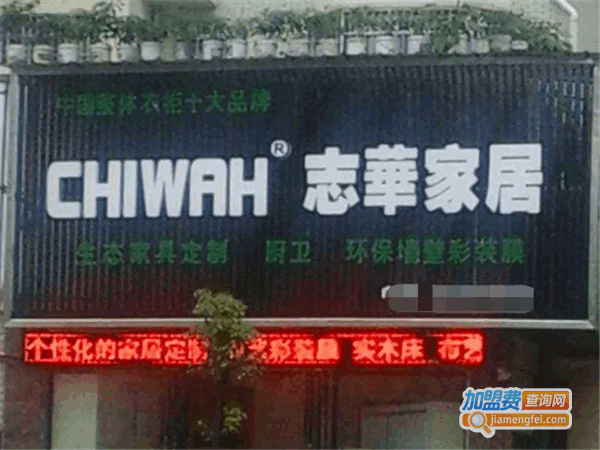 中国整体衣柜十大品牌
CHIWAH® 志華家居
生态家具定制 厨卫 环保墙壁彩装膜
个性化的家居定制 彩装膜 实木床 布艺
加盟费查询网
jiamengfei.com